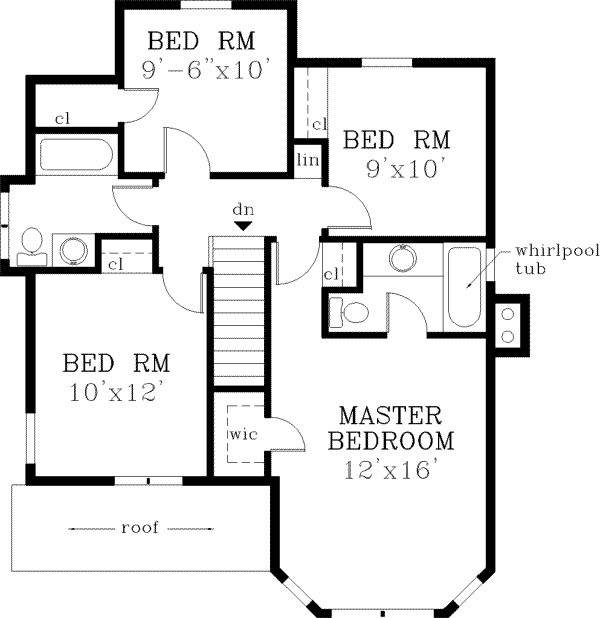 BED RM
9'-6"x10'
cl
cl
BED RM
9'x10'
lin
dn
cl
cl
whirlpool
tub
BED RM
10'x12'
wic
MASTER
BEDROOM
12'x16'
roof